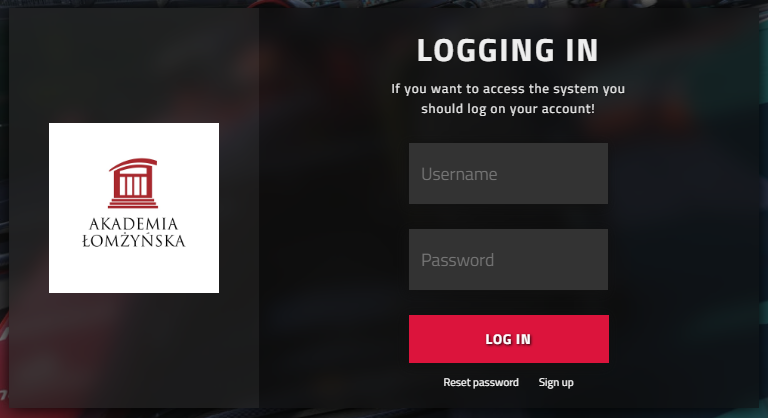 AKADEMIA
ŁOMŻYŃSKA
LOGGING IN
If you want to access the system you
should log on your account!
Username
Password
LOG IN
Reset password Sign up